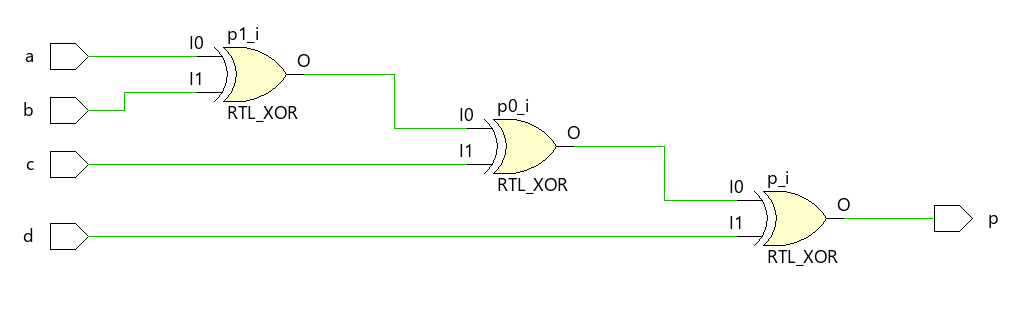 a
b
c
d
I0
I1
p1_i
O
RTL_XOR
I0
I1
p0_i
O
RTL_XOR
I0
I1
p_i
O
RTL_XOR
p